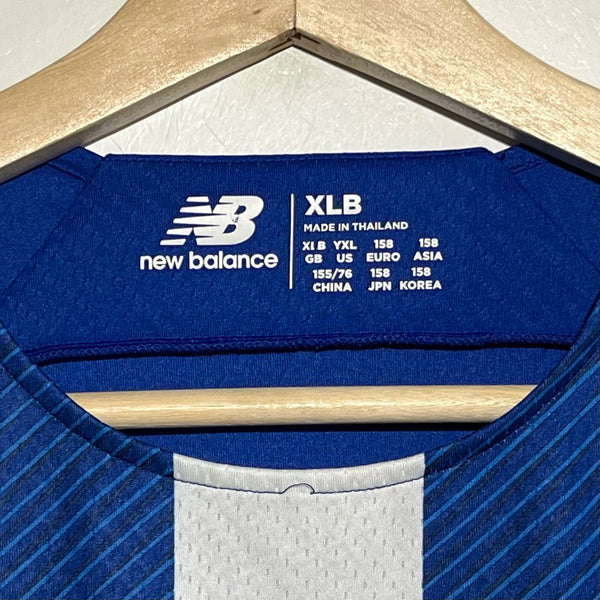 NB
new balance
XLB
MADE IN THAILAND
XLB YXL 158 158
GB US EURO ASIA
155/76 158 158
CHINA JPN KOREA